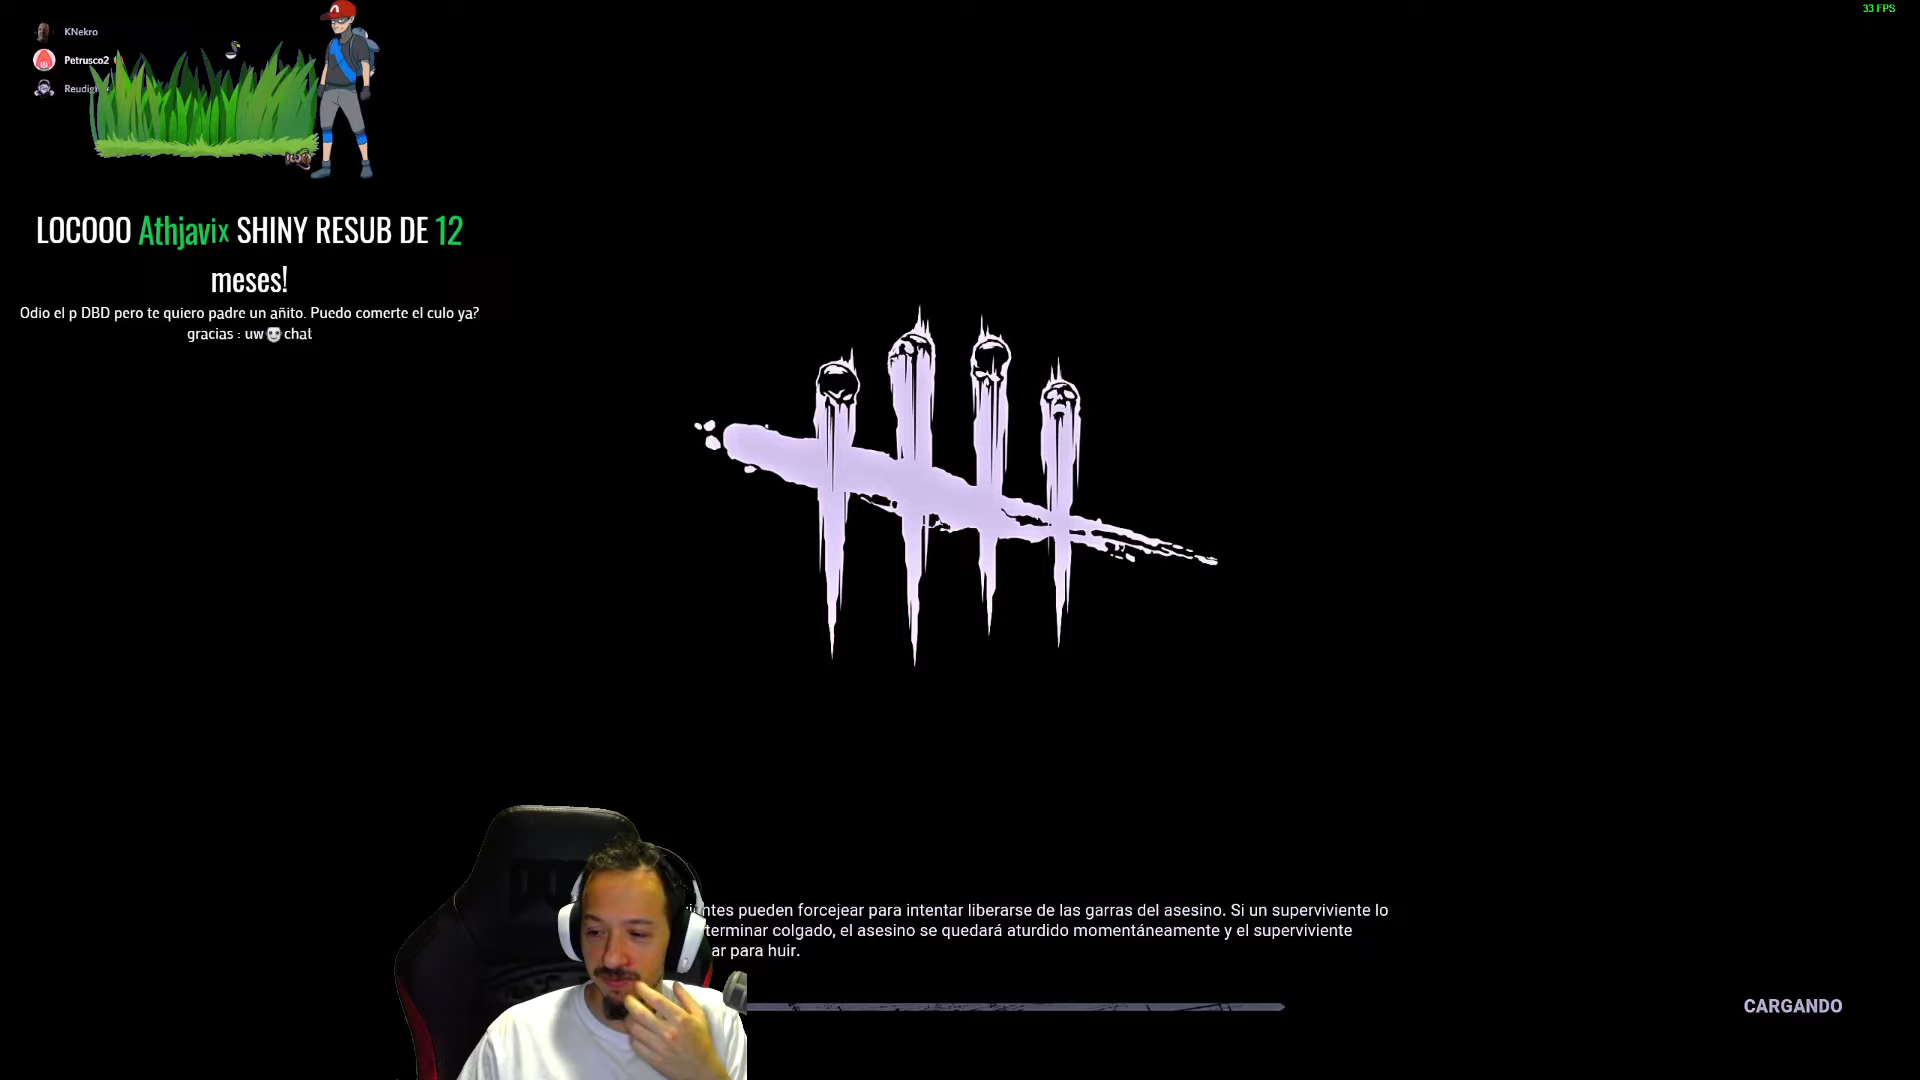 33 FPS
KNekro
Petrusco2
LOCOOO Athjavix SHINY RESUB DE 12
meses!
Odio el p DBD pero te quiero padre un añito. Puedo comerte el culo ya?
gracias : uw chat
pueden forcejear para intentar liberarse de las garras del asesino. Si un superviviente lo
terminar colgado, el asesino se quedará aturdido momentáneamente y el superviviente
para huir.
CARGANDO